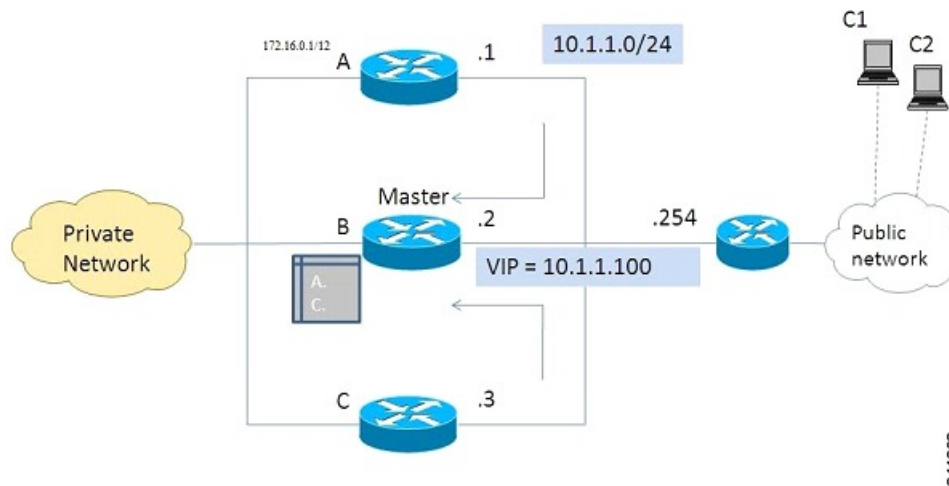 172.16.0.1/12
A
.1
10.1.1.0/24
C1
C2
Master
B
.2
.254
Private
Network
VIP = 10.1.1.100
Public
network
A.
C.
C
.3